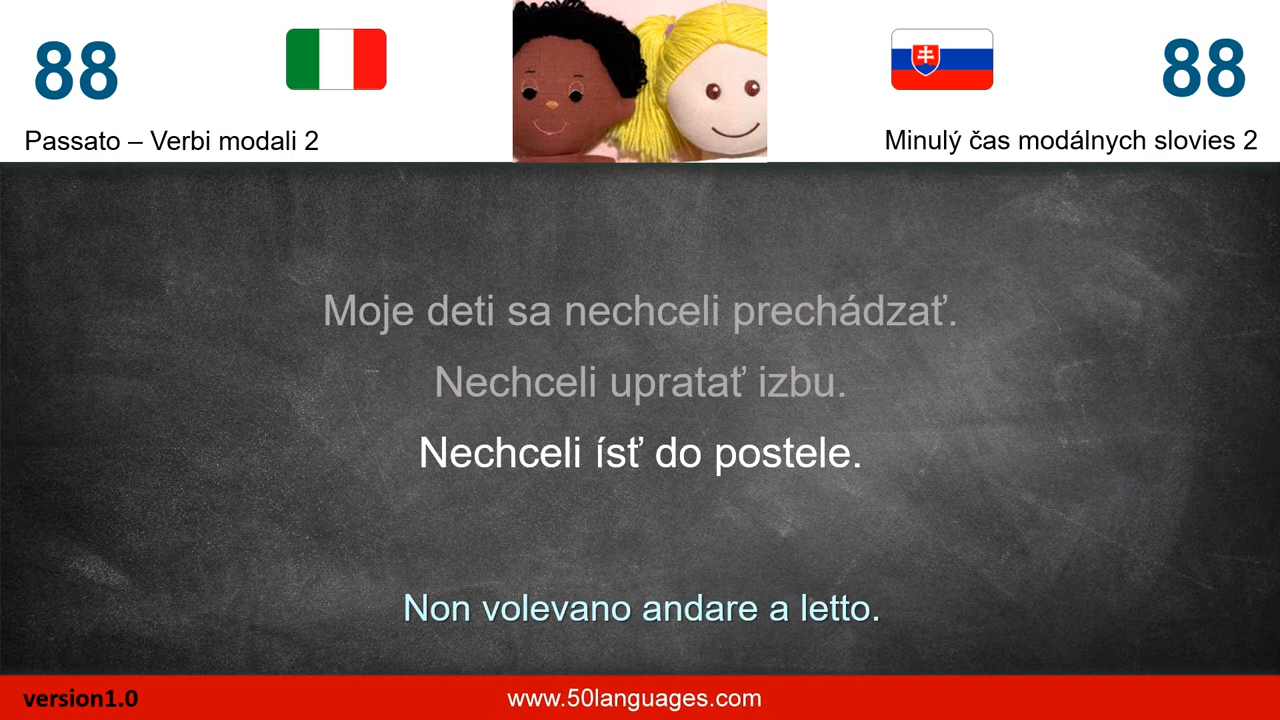 88
88
Passato – Verbi modali 2
Minulý čas modálnych slovies 2
Moje deti sa nechceli prechádzať.
Nechceli upratať izbu.
Nechceli ísť do postele.
Non volevano andare a letto.
version1.0
www.50languages.com